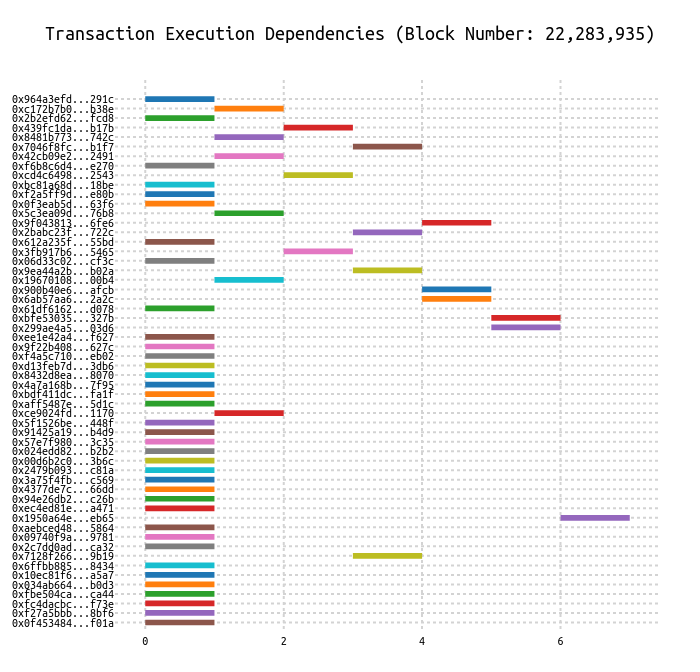 Transaction Execution Dependencies (Block Number: 22,283,935)
0x964a3efd...291c
0xc172b7b0...b38e
0x2b2efd62...fcd8
0x439fc1da...b17b
0x8481b773...742c
0x7046f8fc...b1f7
0x42cb09e2...2491
0xf6b8c6d4...e270
0xcd4c6498...2543
0xbc81a68d...18be
0xf2a5ff9d...e80b
0x0f3eab5d...63f6
0x5c3ea09d...76b8
0x9f043813...6fe6
0x2babc23f...722c
0x612a235f...55bd
0x3fb917b6...5465
0x06d33c02...cf3c
0x9ea44a2b...b02a
0x19670108...00b4
0x900b40e6...afcb
0x6ab57aa6...2a2c
0x61df6162...d078
0xbfe53035...327b
0x299ae4a5...03d6
0xee1e42a4...f627
0x9f22b408...627c
0xf4a5c710...eb02
0xd13feb7d...3db6
0x8432d8ea...8070
0x4a7a168b...7f95
0xbdf411dc...fa1f
0xaff5487e...5d1c
0xce9024fd...1170
0x5f1526be...448f
0x91425a19...b4d9
0x57e7f980...3c35
0x024edd82...b2b2
0x00d6b2c0...3b6c
0x2479b093...c81a
0x3a75f4fb...c569
0x4377de7c...66dd
0x94e26db2...c26b
0xec4ed81e...a471
0x1950a64e...eb65
0xaebced48...5864
0x09740f9a...9781
0x2c7dd0ad...ca32
0x7128f266...9b19
0x6ffbb885...8434
0x10ec81f6...a5a7
0x034ab664...b0d3
0xfbe504ca...ca44
0xfc4dacbc...f73e
0xf27a5bbb...8bf6
0x0f453484...f01a
0 2 4 6